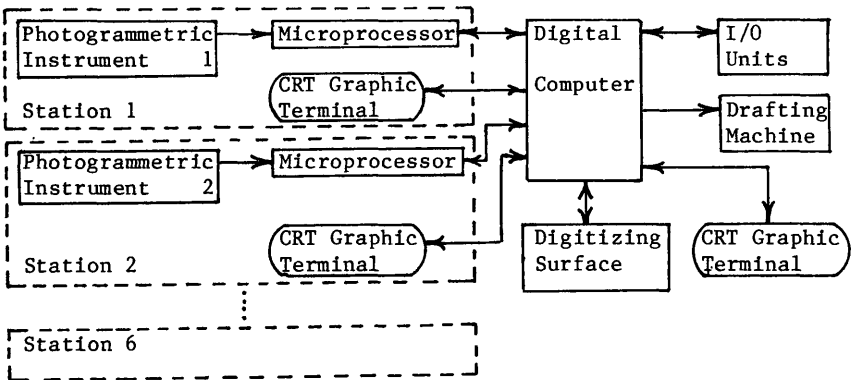 Photogrammetric
Instrument 1
Microprocessor
CRT Graphic
Terminal
Station 1
Photogrammetric
Instrument 2
Microprocessor
CRT Graphic
Terminal
Station 2
Station 6
Digital
Computer
I/O
Units
Drafting
Machine
Digitizing
Surface
CRT Graphic
Terminal